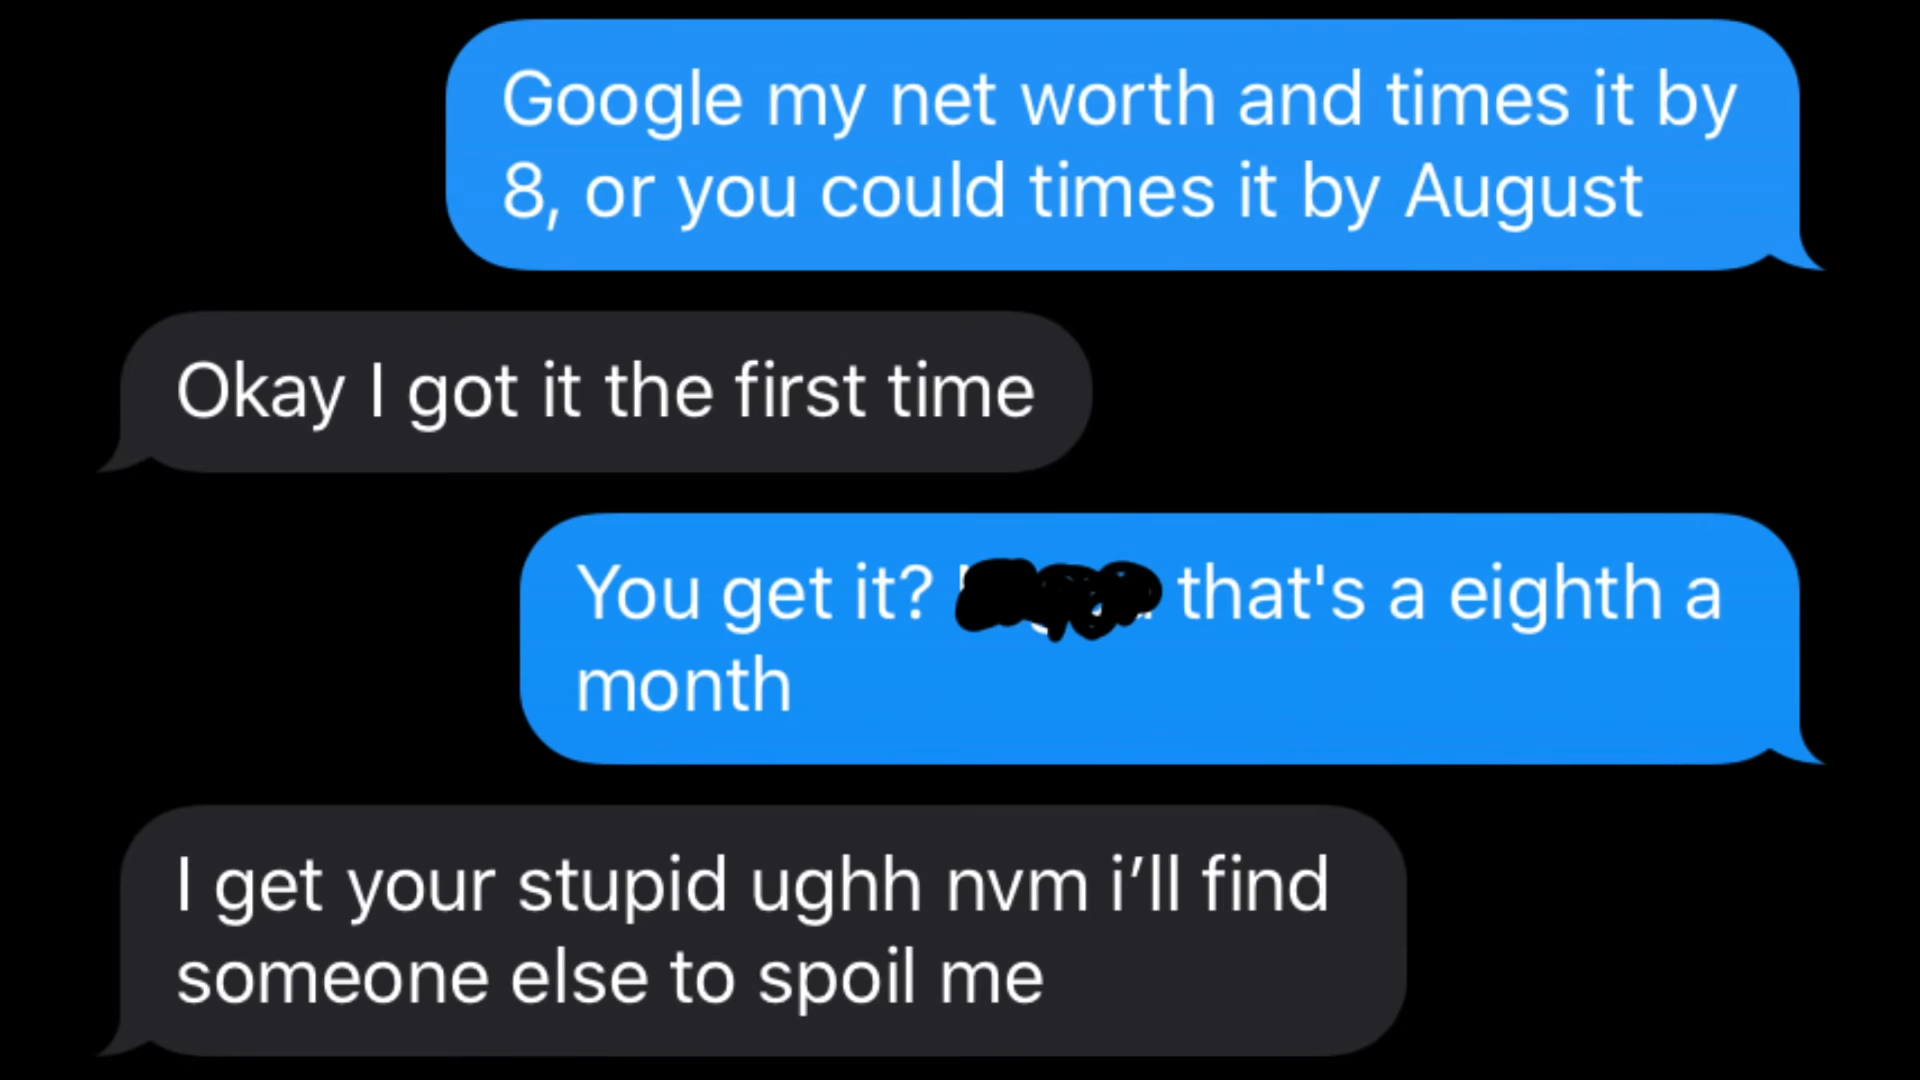 Google my net worth and times it by
8, or you could times it by August
Okay I got it the first time
You get it? that's a eighth a
month
I get your stupid ughh nvm i’ll find
someone else to spoil me